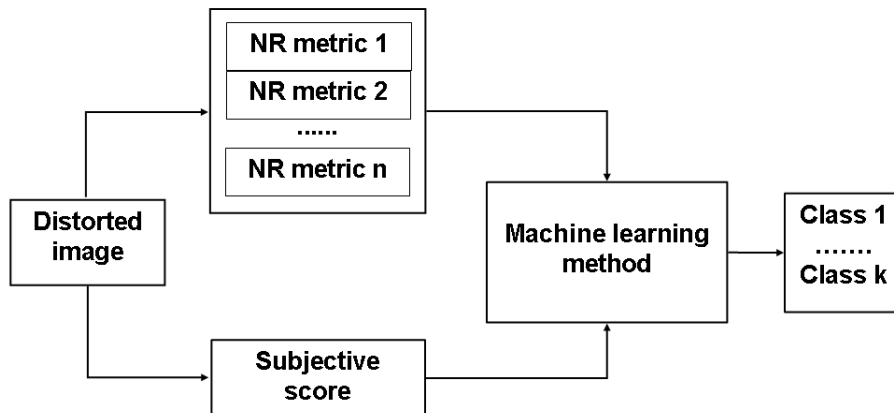 NR metric 1
NR metric 2
......
NR metric n
Distorted
image
Machine learning
method
Class 1
.......
Class k
Subjective
score